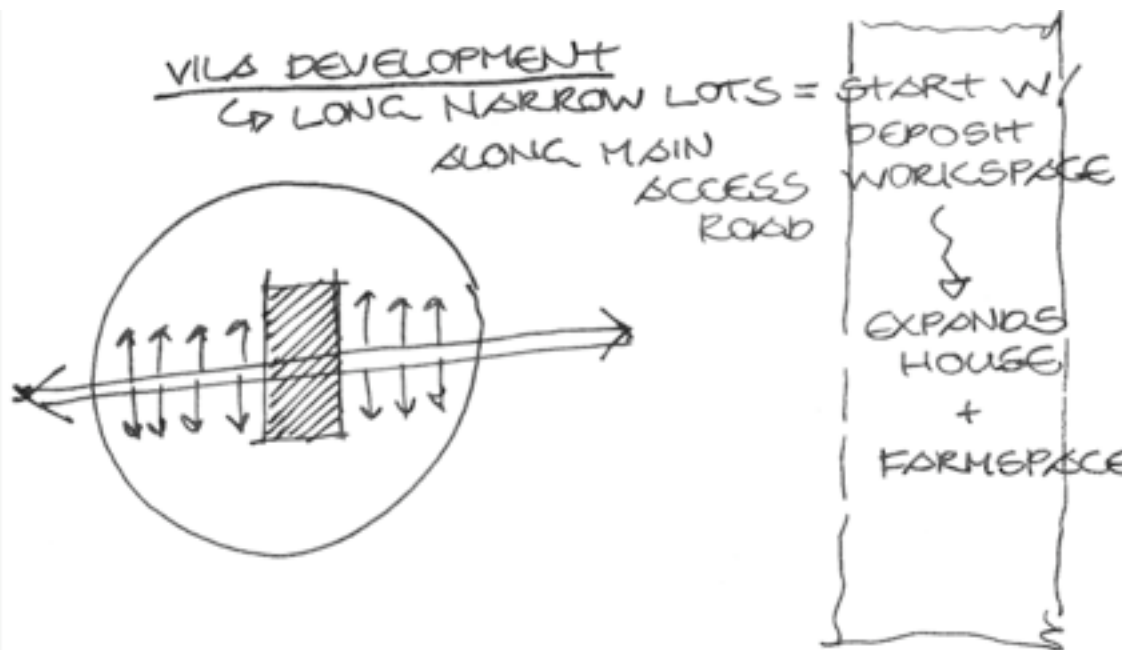 VILA DEVELOPMENT
↳ LONG NARROW LOTS = START W/
ALONG MAIN DEPOSIT
ACCESS WORKSPACE
ROAD
EXPANDS
HOUSE
+
FARMSPACE